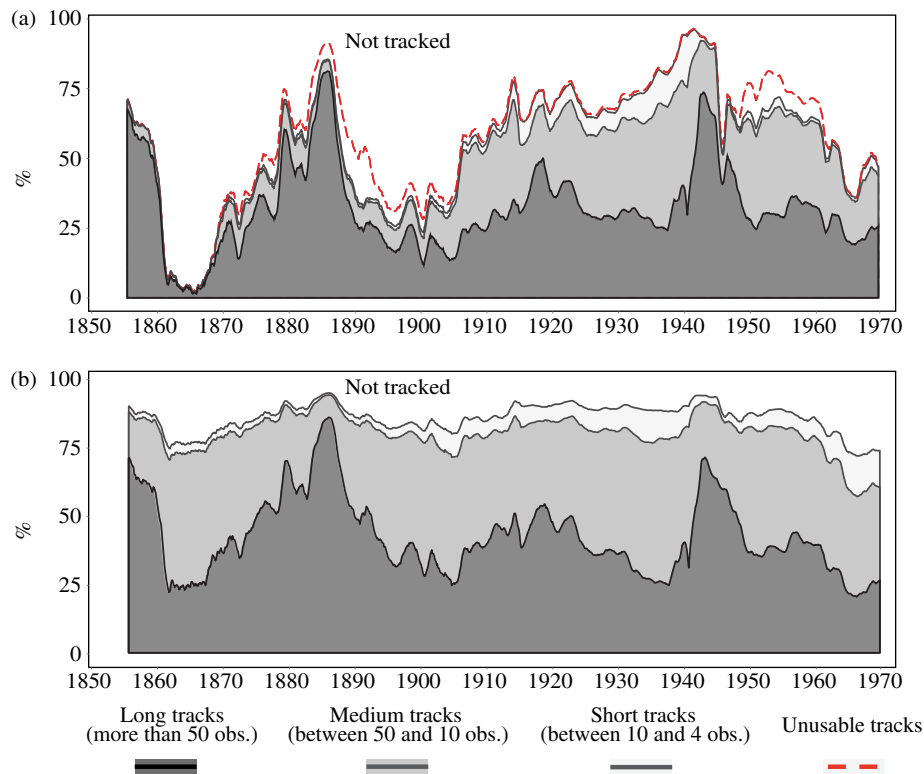 (a)
100
75
50
25
0
%
Not tracked
1850 1860 1870 1880 1890 1900 1910 1920 1930 1940 1950 1960 1970
(b)
100
75
50
25
0
%
Not tracked
1850 1860 1870 1880 1890 1900 1910 1920 1930 1940 1950 1960 1970
Long tracks
(more than 50 obs.)
Medium tracks
(between 50 and 10 obs.)
Short tracks
(between 10 and 4 obs.)
Unusable tracks